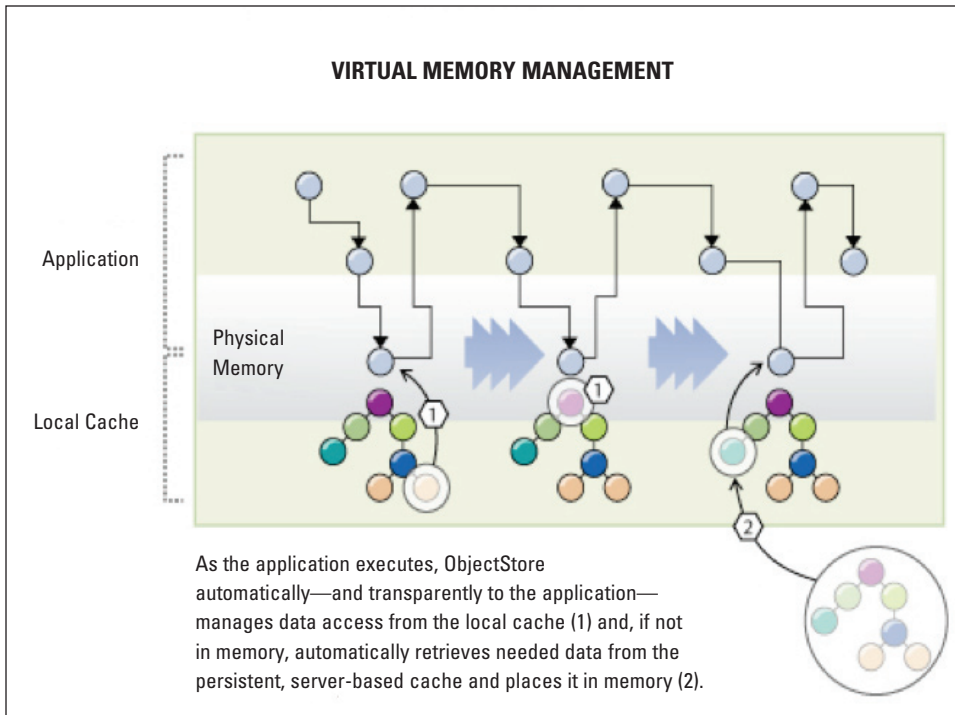 VIRTUAL MEMORY MANAGEMENT
Application
Physical
Memory
Local Cache
1
1
2
As the application executes, ObjectStore
automatically—and transparently to the application—
manages data access from the local cache (1) and, if not
in memory, automatically retrieves needed data from the
persistent, server-based cache and places it in memory (2).